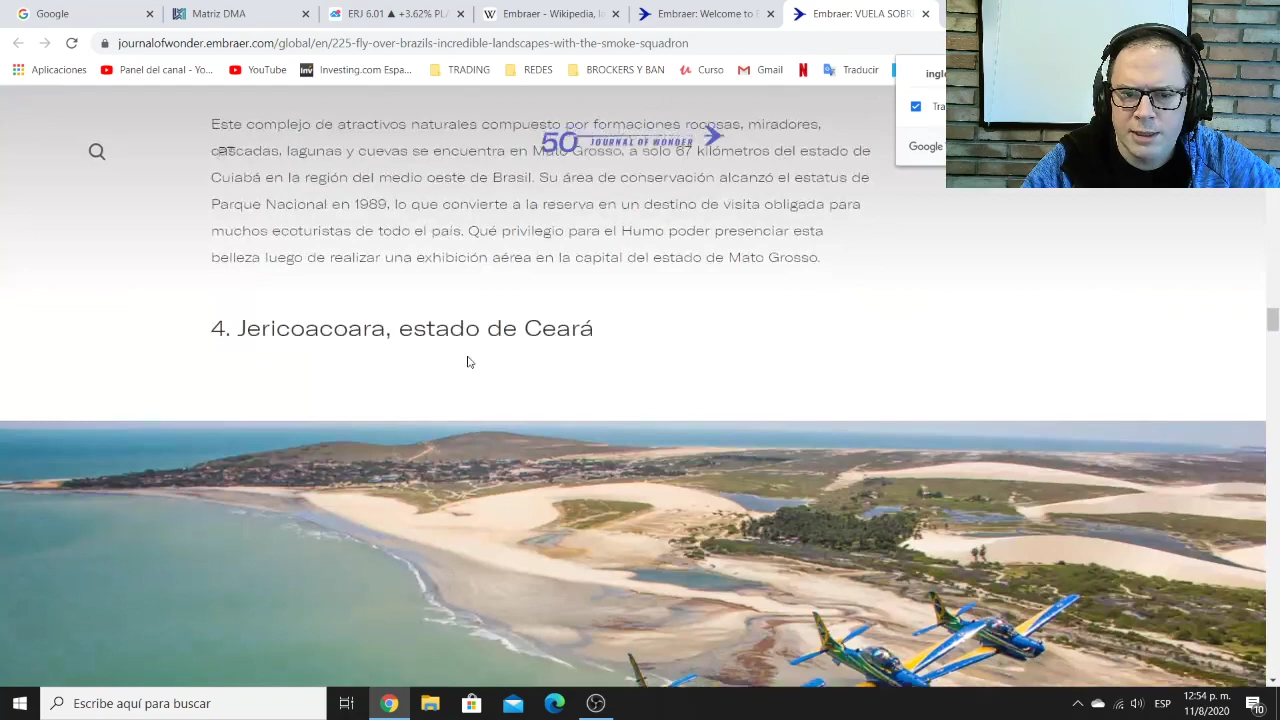 Google
Matriz DMA
ERJ 6.01 ▲ +3.62% PL
Embraer - Wikipedia, l
Embraer: Welcome to E
Embraer: VUELA SOBR
journalofwonder.embraer.com/global/en/225-fly-over-brazils-incredible-landscapes-with-the-smoke-squadron
Aplicaciones
Panel del canal - Yo...
YouTube
Investing.com Espa...
TRADING
REDES
BROCKERS Y BAN
Curso
Gmail
Traducir
inglé
Tra
Google
50 JOURNAL OF WONDER
Este complejo de atractivos naturales compuesto por formaciones rocosas, miradores,
cascadas, lagunas y cuevas se encuentra en Mato Grosso, a solo 67 kilómetros del estado de
Cuiabá en la región del medio oeste de Brasil. Su área de conservación alcanzó el estatus de
Parque Nacional en 1989, lo que convierte a la reserva en un destino de visita obligada para
muchos ecoturistas de todo el país. Qué privilegio para el Humo poder presenciar esta
belleza luego de realizar una exhibición aérea en la capital del estado de Mato Grosso.
4. Jericoacoara, estado de Ceará
Escribe aquí para buscar
ESP
12:54 p. m.
11/8/2020
10